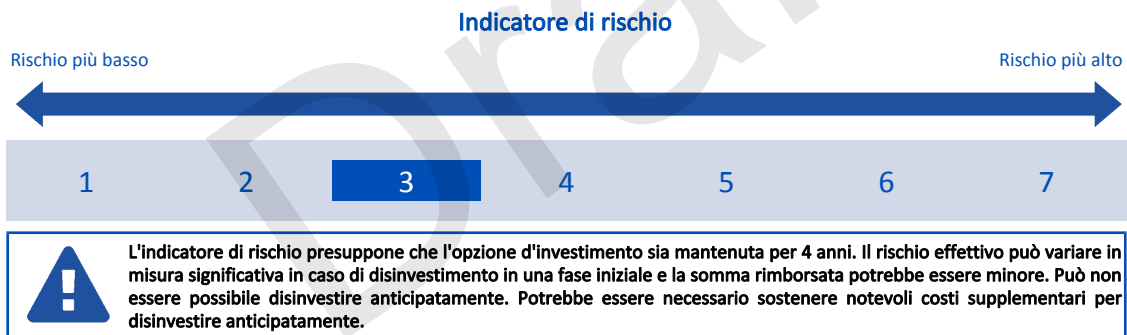 Indicatore di rischio
Rischio più basso
Rischio più alto
1 2 3 4 5 6 7
L'indicatore di rischio presuppone che l'opzione d'investimento sia mantenuta per 4 anni. Il rischio effettivo può variare in
misura significativa in caso di disinvestimento in una fase iniziale e la somma rimborsata potrebbe essere minore. Può non
essere possibile disinvestire anticipatamente. Potrebbe essere necessario sostenere notevoli costi supplementari per
disinvestire anticipatamente.